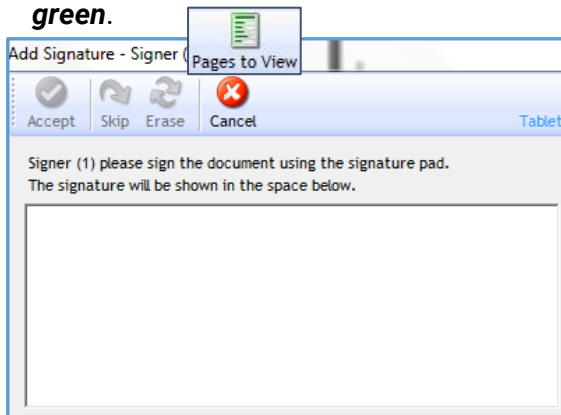 green.
Add Signature - Signer (
Pages to View
Accept Skip Erase Cancel Tablet
Signer (1) please sign the document using the signature pad.
The signature will be shown in the space below.